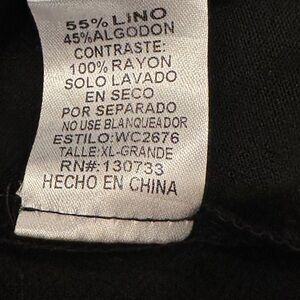 55% LINO
45%ALGODON
CONTRASTE:
100% RAYON
SOLO LAVADO
EN SECO
POR SEPARADO
NO USE BLANQUEADOR
ESTILO:WC2676
TALLE:XL-GRANDE
RN#:130733
HECHO EN CHINA